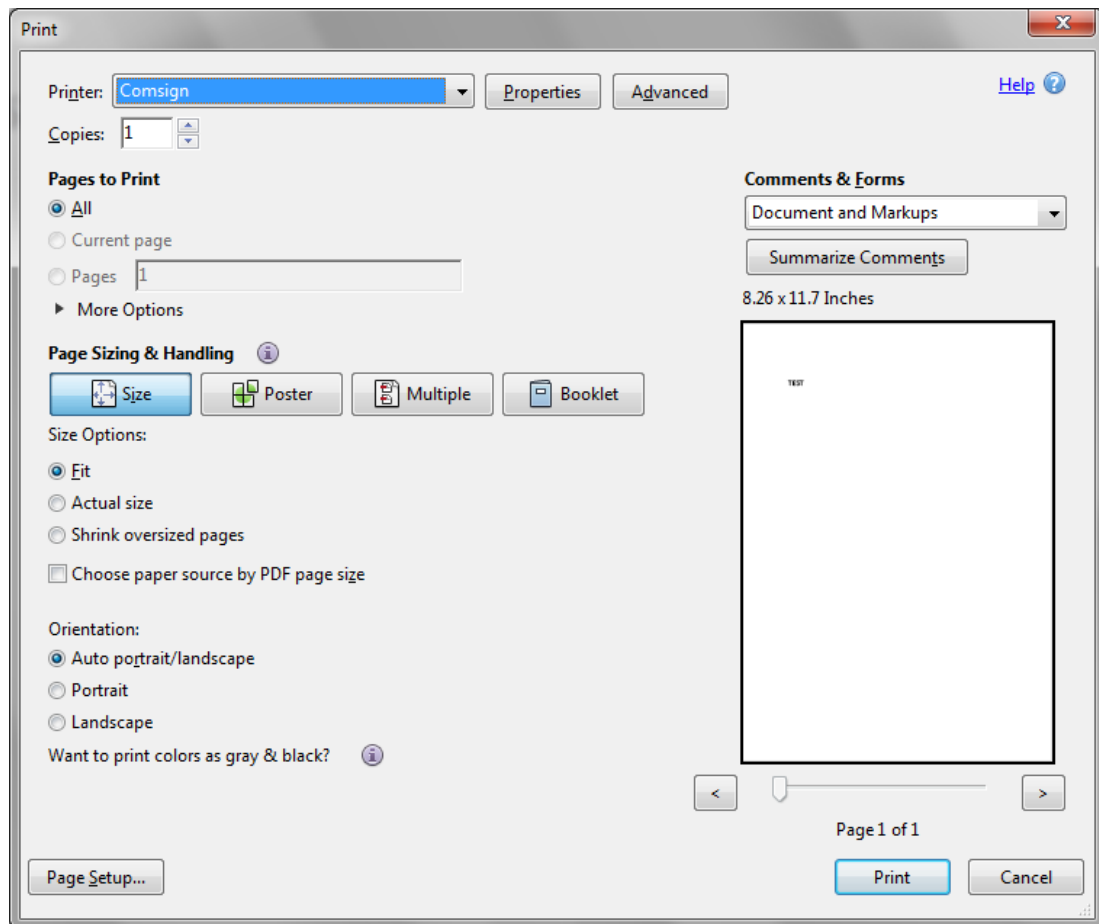 Print
Printer: Comsign Properties Advanced Help
Copies: 1
Pages to Print
All
Current page
Pages 1
More Options
Comments & Forms
Document and Markups
Summarize Comments
8.26 x 11.7 Inches
TEST
Page Sizing & Handling
Size Poster Multiple Booklet
Size Options:
Fit
Actual size
Shrink oversized pages
Choose paper source by PDF page size
Orientation:
Auto portrait/landscape
Portrait
Landscape
Want to print colors as gray & black?
< >
Page 1 of 1
Page Setup... Print Cancel